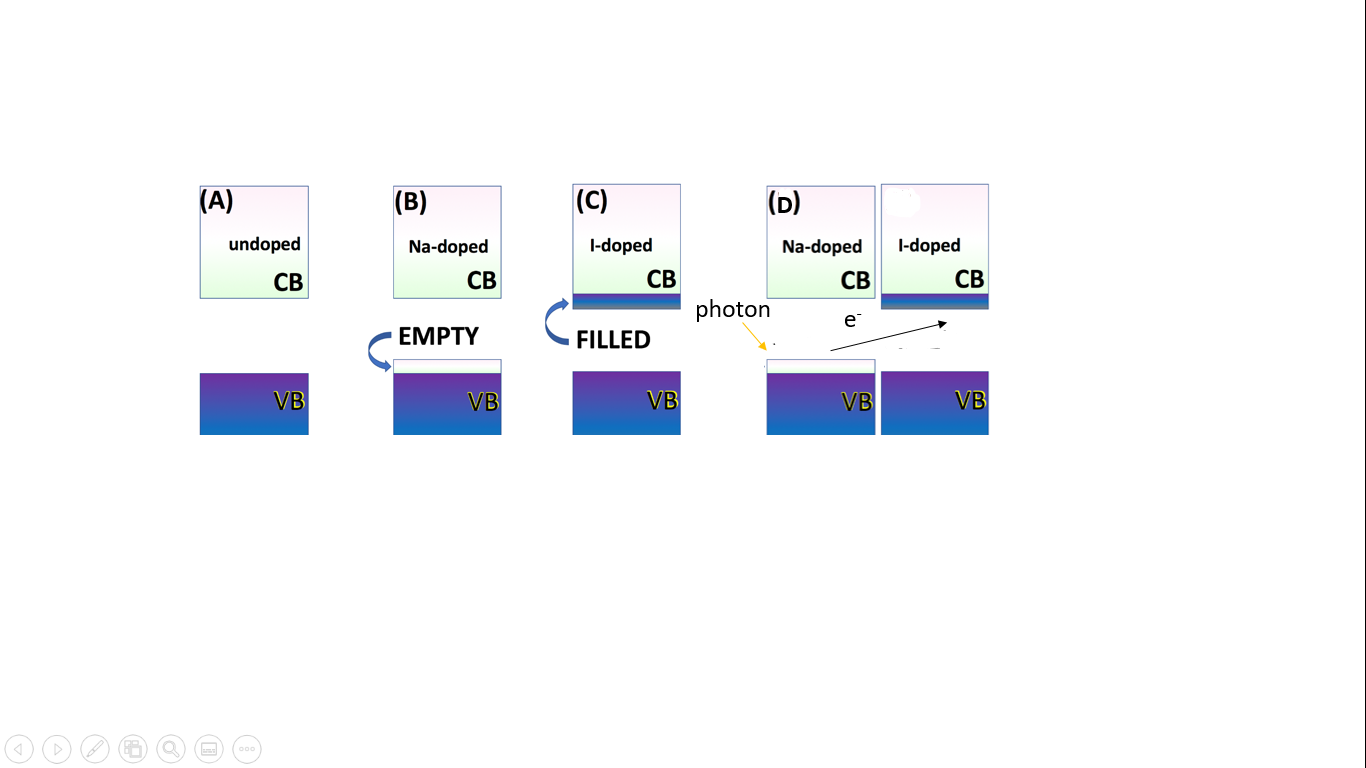 (A)
undoped
CB
VB
(B)
Na-doped
CB
EMPTY
VB
(C)
I-doped
CB
FILLED
VB
(D)
Na-doped
CB
I-doped
CB
photon
e-
VB
VB